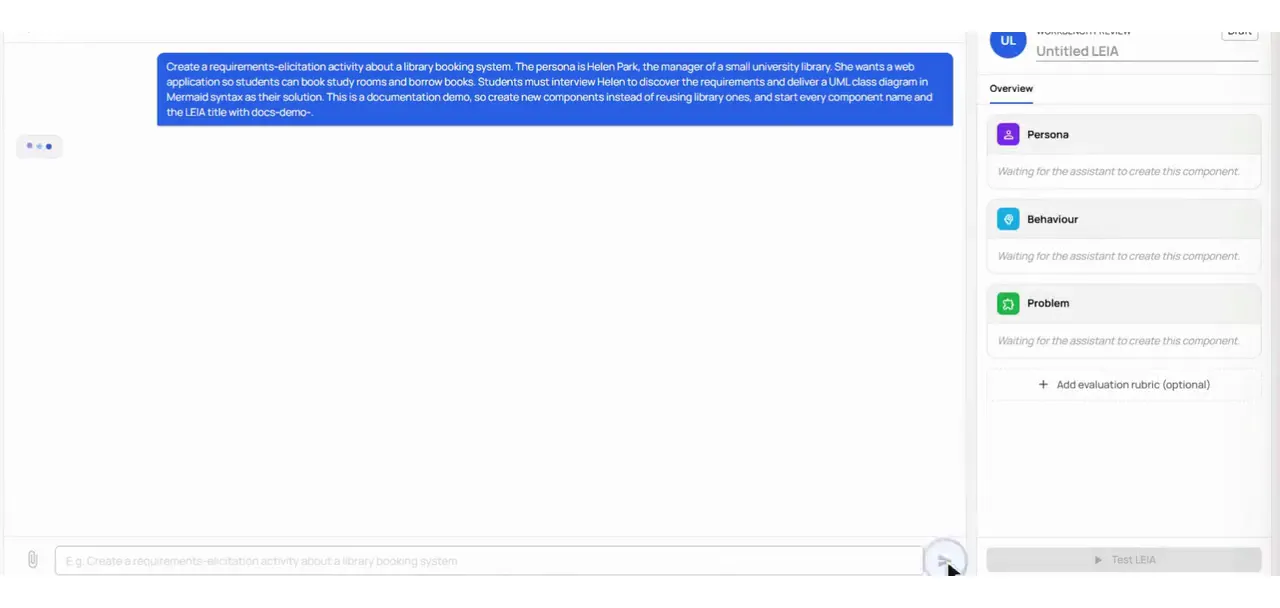 Create a requirements-elicitation activity about a library booking system. The persona is Helen Park, the manager of a small university library. She wants a web
application so students can book study rooms and borrow books. Students must interview Helen to discover the requirements and deliver a UML class diagram in
Mermaid syntax as their solution. This is a documentation demo, so create new components instead of reusing library ones, and start every component name and
the LEIA title with docs-demo-.
E.g. Create a requirements-elicitation activity about a library booking system
UL
Untitled LEIA
Overview
Persona
Waiting for the assistant to create this component.
Behaviour
Waiting for the assistant to create this component.
Problem
Waiting for the assistant to create this component.
+ Add evaluation rubric (optional)
Test LEIA